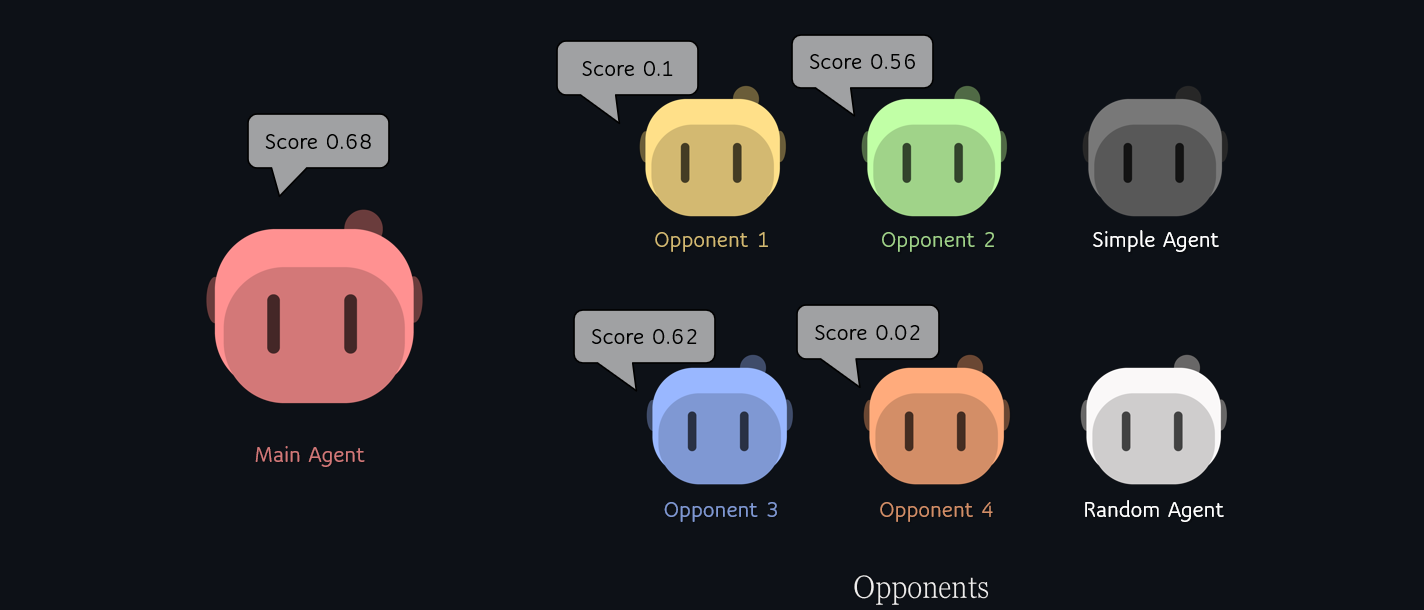 Score 0.68
Main Agent
Score 0.1
Score 0.56
Opponent 1
Opponent 2
Simple Agent
Score 0.62
Score 0.02
Opponent 3
Opponent 4
Random Agent
Opponents